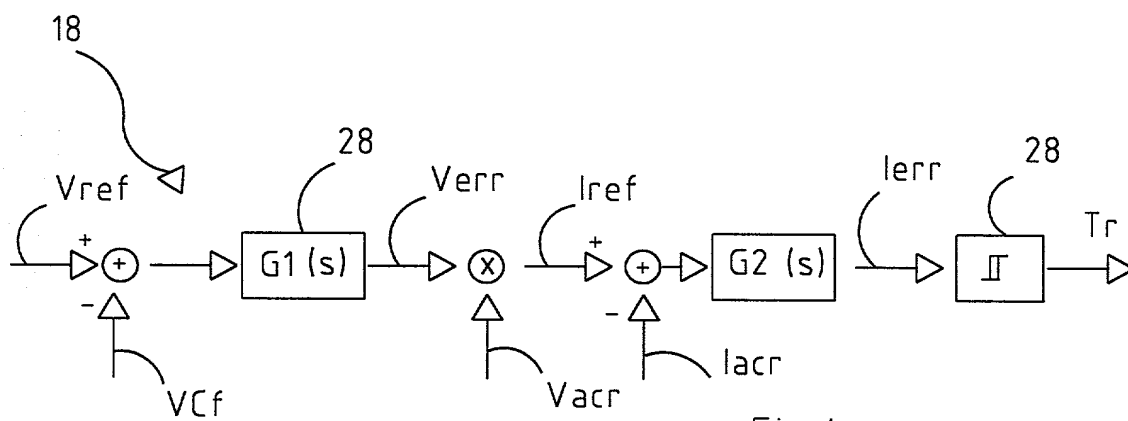 18
28
28
Vref
Verr
Iref
Ierr
Tr
+
+
G1 (s)
X
+
+
G2 (s)
-
-
VCf
Vacr
Iacr